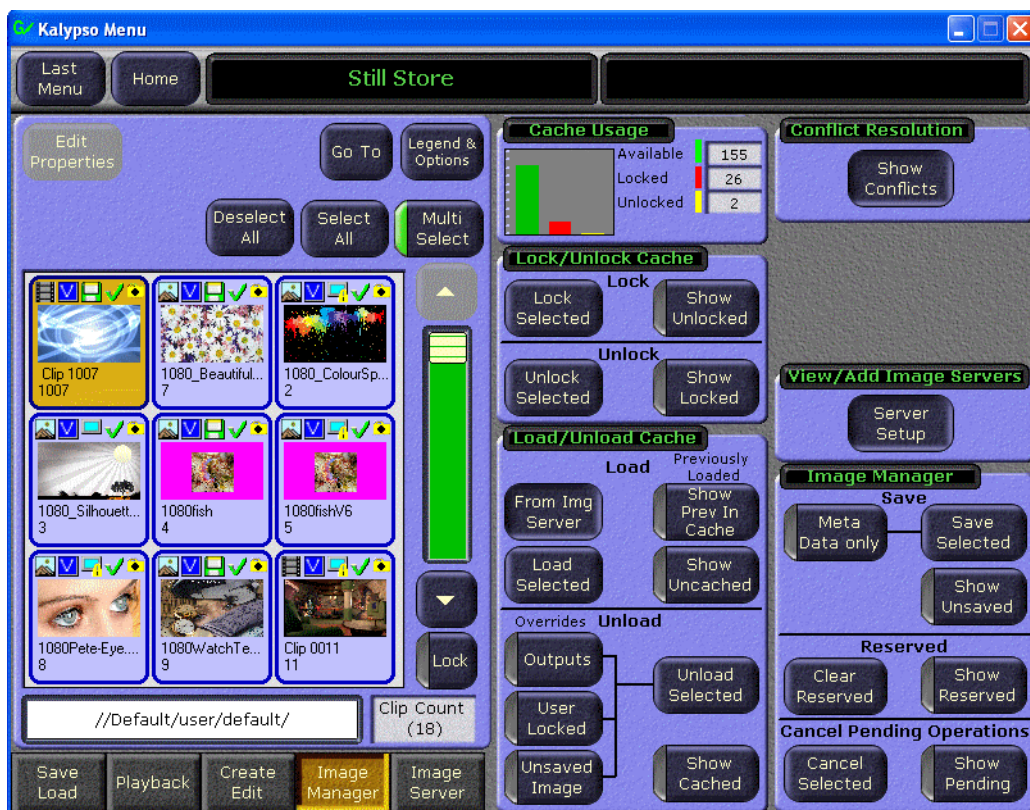 Kalypso Menu
Last
Menu
Home
Still Store
Edit
Properties
Go To
Legend &
Options
Deselect
All
Select
All
Multi
Select
Clip 1007
1007
1080_Beautiful...
7
1080_ColourSp...
2
1080_Silhouett...
3
1080fish
4
1080fishV6
5
1080Pete-Eye....
8
1080WatchTe...
9
Clip 0011
11
Lock
//Default/user/default/
Clip Count
(18)
Save
Load
Playback
Create
Edit
Image
Manager
Image
Server
Cache Usage
Available
155
Locked
26
Unlocked
2
Lock/Unlock Cache
Lock
Lock
Selected
Show
Unlocked
Unlock
Unlock
Selected
Show
Locked
Load/Unload Cache
Load
Previously
Loaded
From Img
Server
Show
Prev In
Cache
Load
Selected
Show
Uncached
Overrides
Unload
Outputs
User
Locked
Unsaved
Image
Unload
Selected
Show
Cached
Conflict Resolution
Show
Conflicts
View/Add Image Servers
Server
Setup
Image Manager
Save
Meta
Data only
Save
Selected
Show
Unsaved
Reserved
Clear
Reserved
Show
Reserved
Cancel Pending Operations
Cancel
Selected
Show
Pending